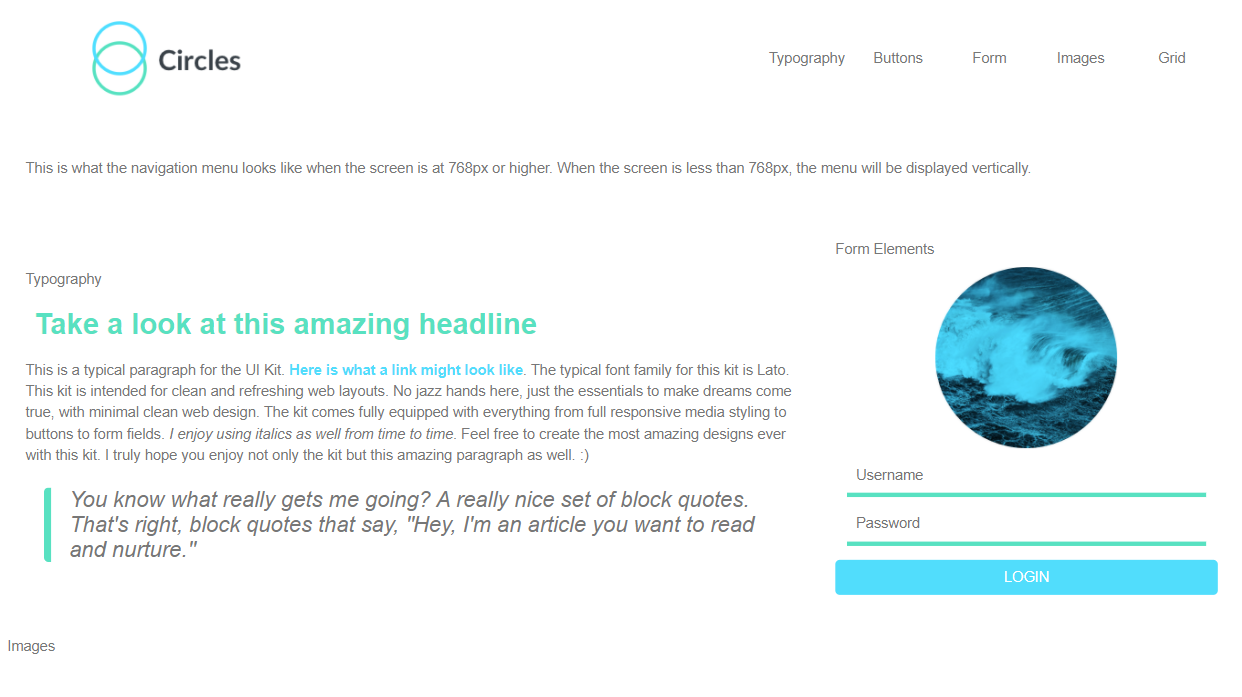 Circles
Typography Buttons Form Images Grid
This is what the navigation menu looks like when the screen is at 768px or higher. When the screen is less than 768px, the menu will be displayed vertically.
Typography
Take a look at this amazing headline
This is a typical paragraph for the UI Kit. Here is what a link might look like. The typical font family for this kit is Lato.
This kit is intended for clean and refreshing web layouts. No jazz hands here, just the essentials to make dreams come
true, with minimal clean web design. The kit comes fully equipped with everything from full responsive media styling to
buttons to form fields. I enjoy using italics as well from time to time. Feel free to create the most amazing designs ever
with this kit. I truly hope you enjoy not only the kit but this amazing paragraph as well. :)
You know what really gets me going? A really nice set of block quotes.
That's right, block quotes that say, "Hey, I'm an article you want to read
and nurture."
Form Elements
Username
Password
LOGIN
Images